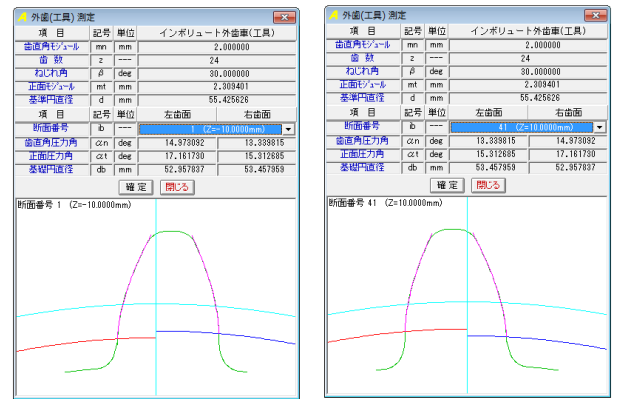 外歯(工具) 測定
項　目 記号 単位 インボリュート外歯車(工具)
歯直角モジュール mn mm 2.000000
歯　数 z --- 24
ねじれ角 β deg 30.000000
正面モジュール mt mm 2.309401
基準円直径 d mm 55.425626
項　目 記号 単位 左歯面 右歯面
断面番号 ib --- 1 (Z=-10.0000mm)
歯直角圧力角 αn deg 14.973092 13.339815
正面圧力角 αt deg 17.161730 15.312685
基礎円直径 db mm 52.957837 53.457959
確 定 閉じる
断面番号 1 (Z=-10.0000mm)
外歯(工具) 測定
項　目 記号 単位 インボリュート外歯車(工具)
歯直角モジュール mn mm 2.000000
歯　数 z --- 24
ねじれ角 β deg 30.000000
正面モジュール mt mm 2.309401
基準円直径 d mm 55.425626
項　目 記号 単位 左歯面 右歯面
断面番号 ib --- 41 (Z=10.0000mm)
歯直角圧力角 αn deg 13.339815 14.973092
正面圧力角 αt deg 15.312685 17.161730
基礎円直径 db mm 53.457959 52.957837
確 定 閉じる
断面番号 41 (Z=10.0000mm)